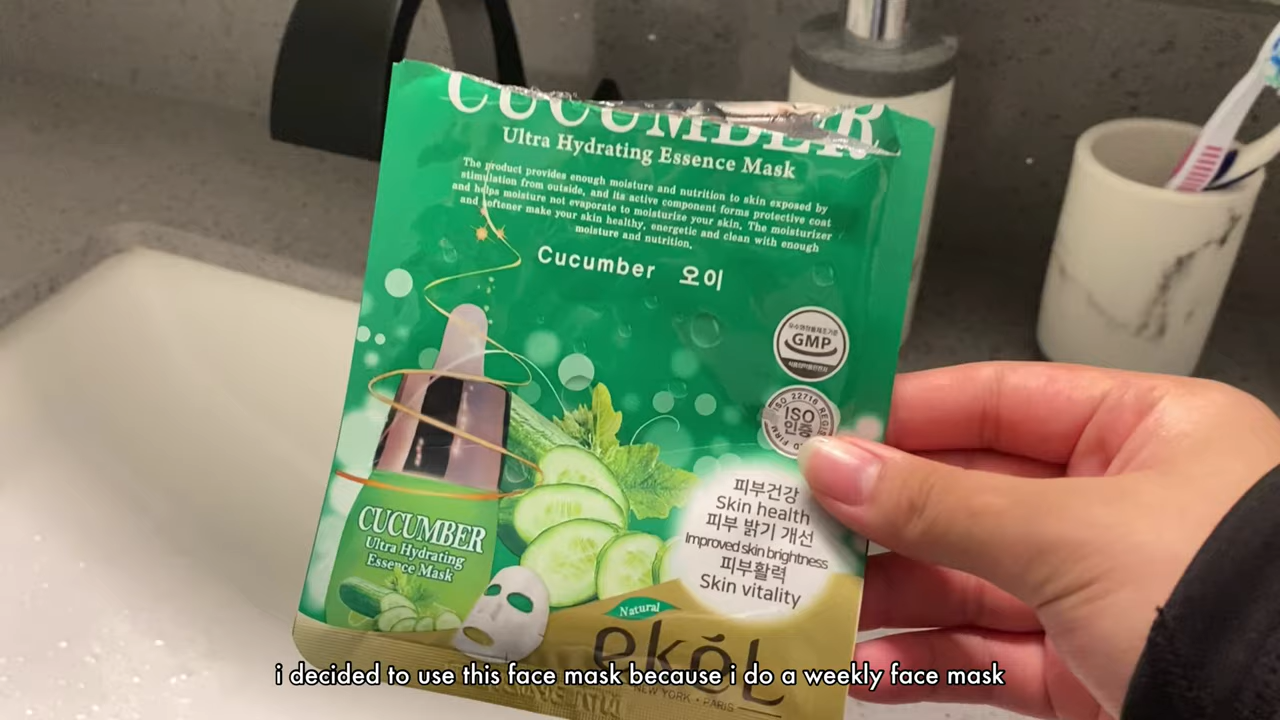 CUCUMBER
Ultra Hydrating Essence Mask
The product provides enough moisture and nutrition to skin exposed by
stimulation from outside, and its active component forms protective coat
and helps moisture not evaporate to moisturize your skin. The moisturizer
and softener make your skin healthy, energetic and clean with enough
moisture and nutrition.
Cucumber 오이
GMP
ISO 22716
ISO
인증
FIRM
피부건강
Skin health
피부 밝기 개선
Improved skin brightness
피부활력
Skin vitality
CUCUMBER
Ultra Hydrating
Essence Mask
Natural
ekōL
NEW YORK • PARIS
i decided to use this face mask because i do a weekly face mask